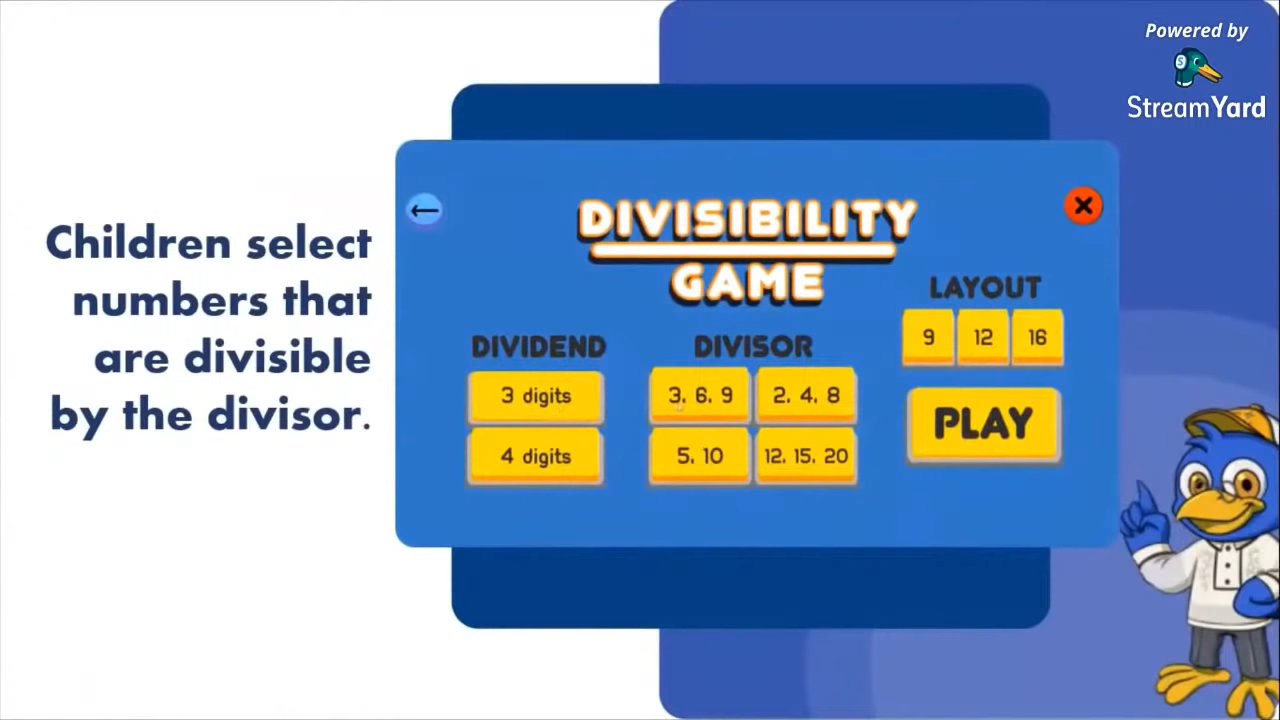 Powered by
StreamYard
Children select
numbers that
are divisible
by the divisor.
DIVISIBILITY
GAME
LAYOUT
9 12 16
DIVIDEND
DIVISOR
3 digits
3. 6. 9
2. 4. 8
PLAY
4 digits
5. 10
12. 15. 20